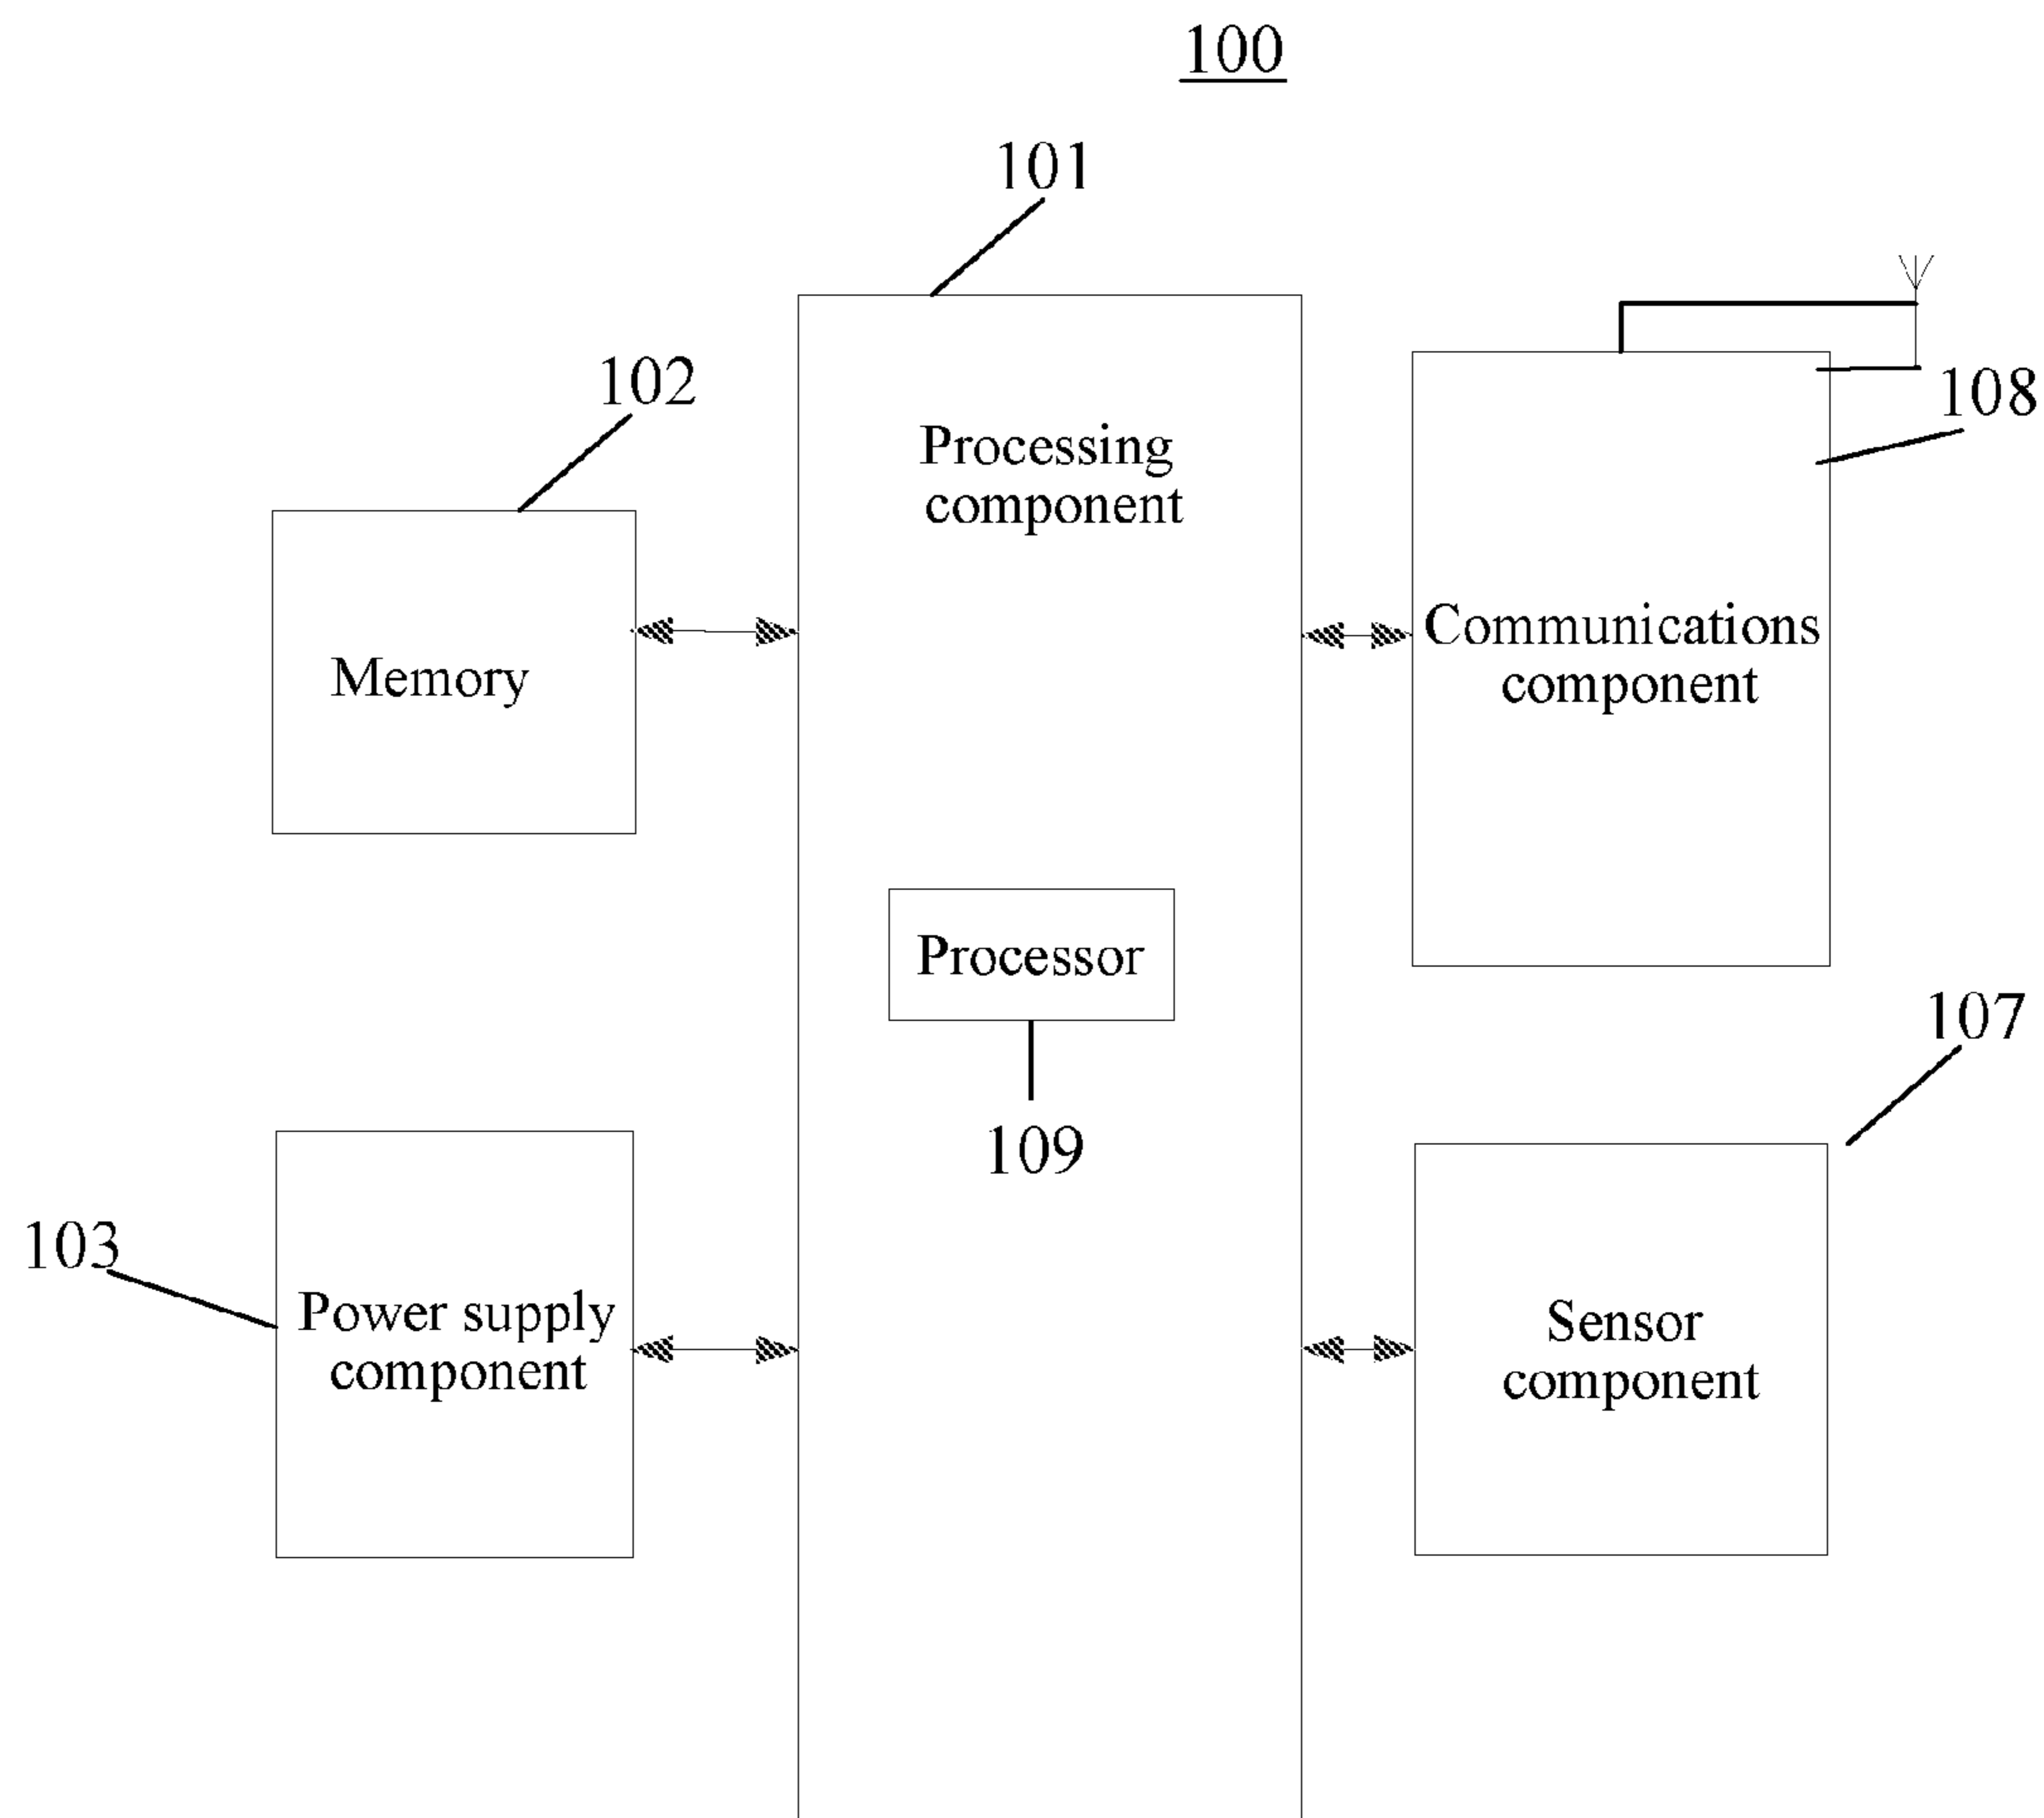 100
101
102
Processing
component
108
Memory
Communications
component
Processor
107
109
103
Power supply
component
Sensor
component